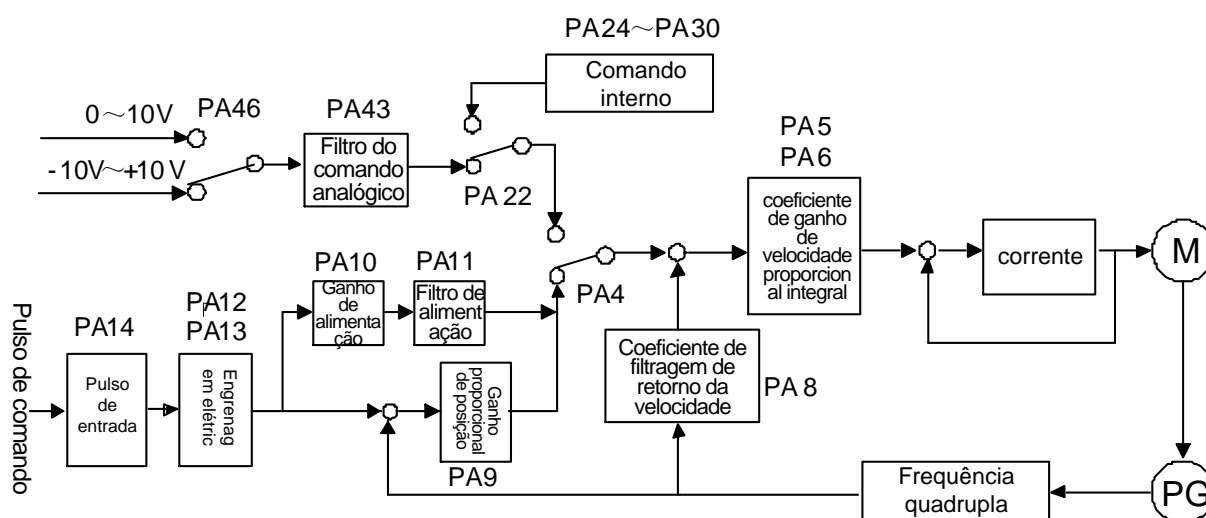 PA24～PA30
Comando
interno
0～10V
PA46
PA43
-10V～+10V
Filtro do
comando
analógico
PA 22
PA5
PA6
coeficiente
de ganho
de
velocidade
proporcion
al integral
corrente
M
PA10
PA11
PA4
Ganho
de
alimenta
ção
Filtro de
aliment
ação
Pulso de comando
PA14
PA12
PA13
Pulso
de
entrada
Engrenag
em elétric
Ganho
proporcional
de posição
PA9
Coeficiente de
filtragem de
retorno da
velocidade
PA 8
Frequência
quadrupla
PG